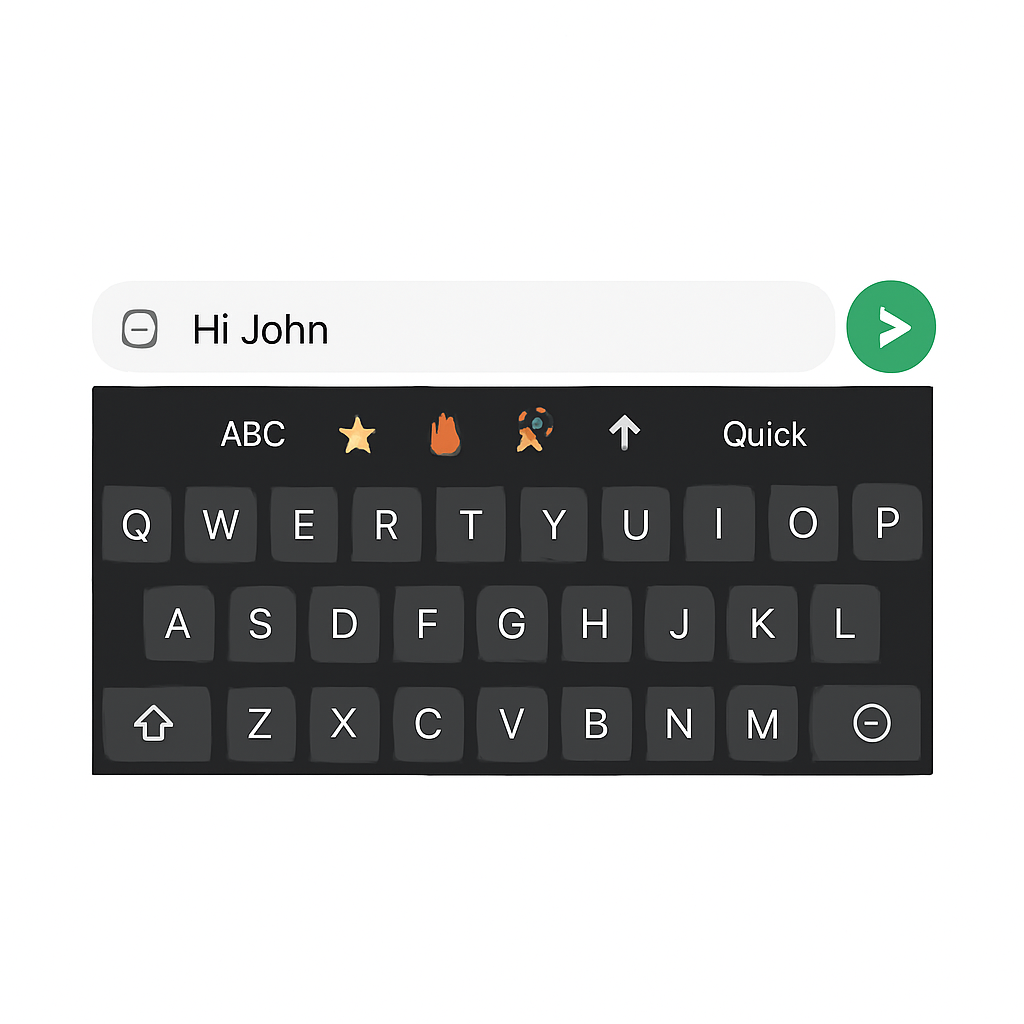 Hi John
ABC Quick
Q W E R T Y U I O P
A S D F G H J K L
Z X C V B N M